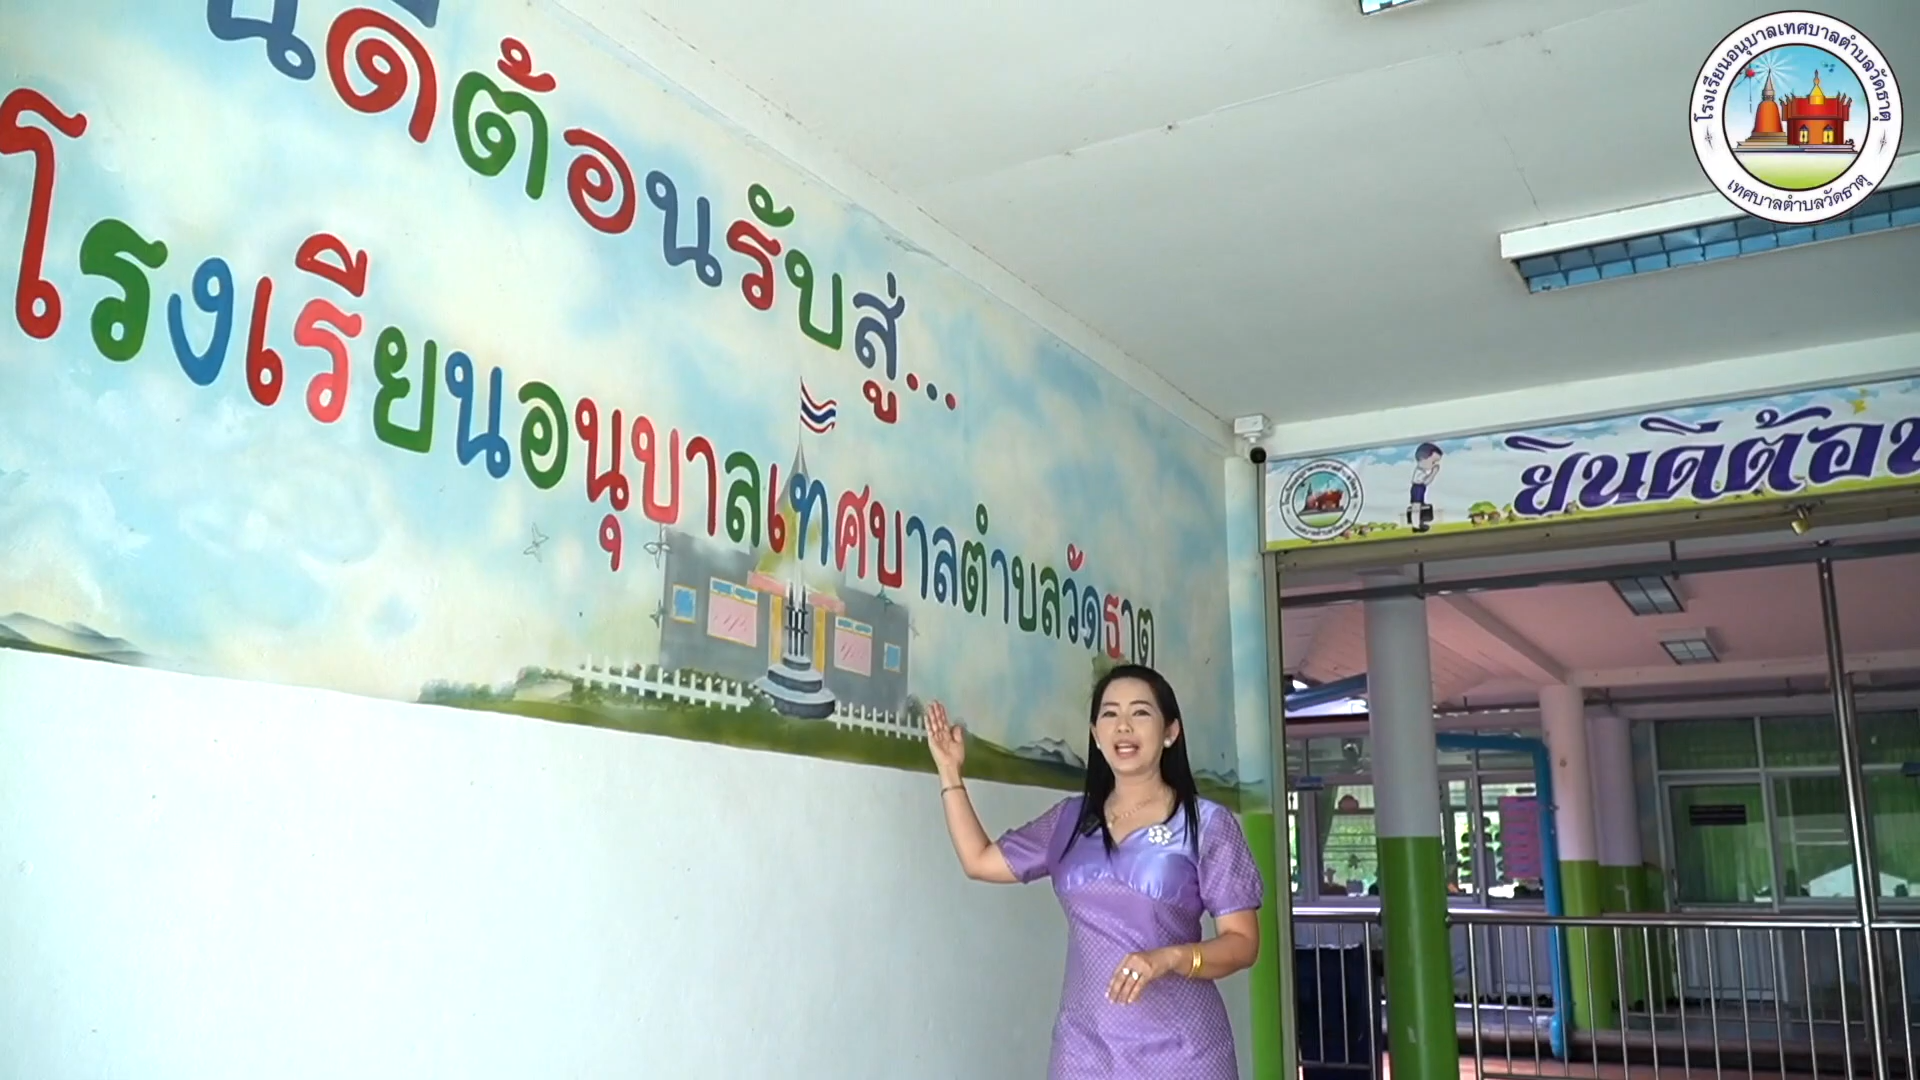 นดีต้อนรับสู่...
โรงเรียนอนุบาลเทศบาลตำบลวัดธาตุ
โรงเรียนอนุบาลเทศบาลตำบลวัดธาตุ
เทศบาลตำบลวัดธาตุ
ยินดีต้อน